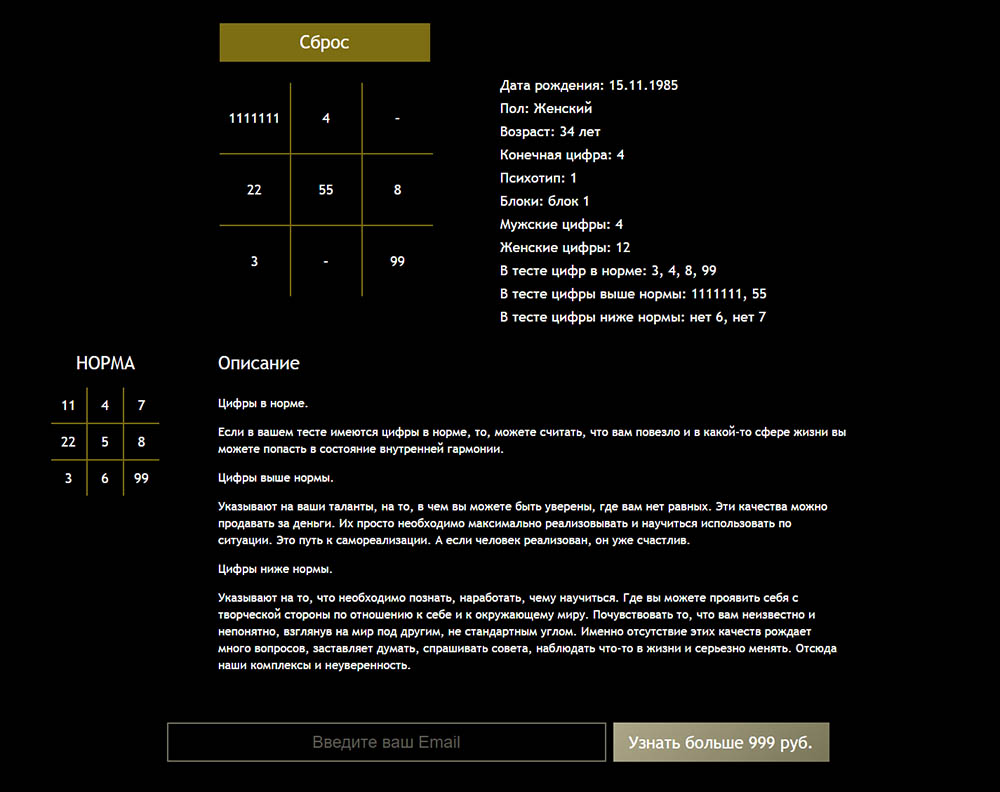 Сброс
1111111 4 -
22 55 8
3 - 99
Дата рождения: 15.11.1985
Пол: Женский
Возраст: 34 лет
Конечная цифра: 4
Психотип: 1
Блоки: блок 1
Мужские цифры: 4
Женские цифры: 12
В тесте цифр в норме: 3, 4, 8, 99
В тесте цифры выше нормы: 1111111, 55
В тесте цифры ниже нормы: нет 6, нет 7
НОРМА
11 4 7
22 5 8
3 6 99
Описание
Цифры в норме.
Если в вашем тесте имеются цифры в норме, то, можете считать, что вам повезло и в какой-то сфере жизни вы
можете попасть в состояние внутренней гармонии.
Цифры выше нормы.
Указывают на ваши таланты, на то, в чем вы можете быть уверены, где вам нет равных. Эти качества можно
продавать за деньги. Их просто необходимо максимально реализовывать и научиться использовать по
ситуации. Это путь к самореализации. А если человек реализован, он уже счастлив.
Цифры ниже нормы.
Указывают на то, что необходимо познать, наработать, чему научиться. Где вы можете проявить себя с
творческой стороны по отношению к себе и к окружающему миру. Почувствовать то, что вам неизвестно и
непонятно, взглянув на мир под другим, не стандартным углом. Именно отсутствие этих качеств рождает
много вопросов, заставляет думать, спрашивать совета, наблюдать что-то в жизни и серьезно менять. Отсюда
наши комплексы и неуверенность.
Введите ваш Email
Узнать больше 999 руб.